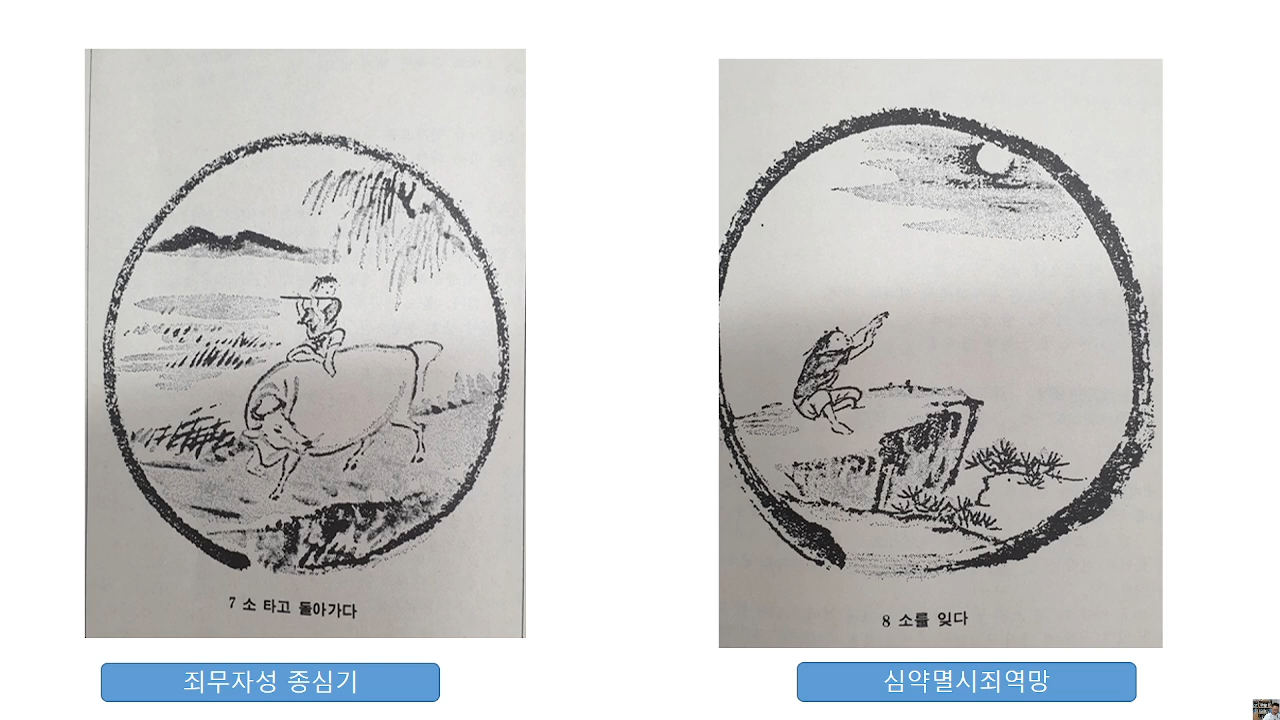 7 소 타고 돌아가다
8 소를 잊다
죄무자성 종심기
심약멸시죄역망